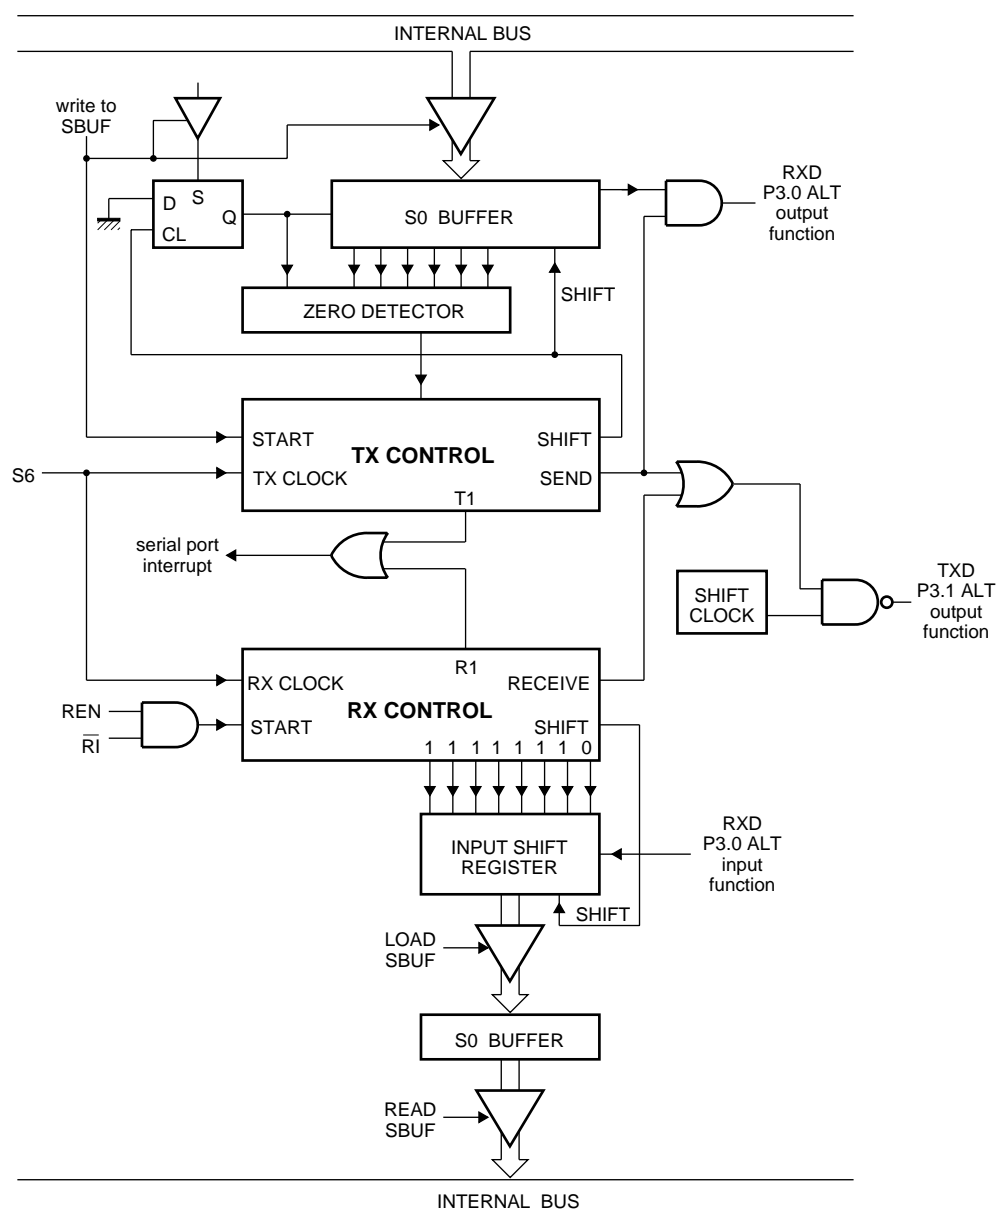 INTERNAL BUS
write to
SBUF
RXD
P3.0 ALT
output
function
S
D
Q
CL
S0 BUFFER
SHIFT
ZERO DETECTOR
START
SHIFT
TX CONTROL
S6
TX CLOCK
SEND
T1
serial port
interrupt
TXD
P3.1 ALT
output
function
SHIFT
CLOCK
R1
RX CLOCK
RECEIVE
REN
RI
RX CONTROL
START
SHIFT
1 1 1 1 1 1 1 0
RXD
P3.0 ALT
input
function
INPUT SHIFT
REGISTER
SHIFT
LOAD
SBUF
S0 BUFFER
READ
SBUF
INTERNAL BUS